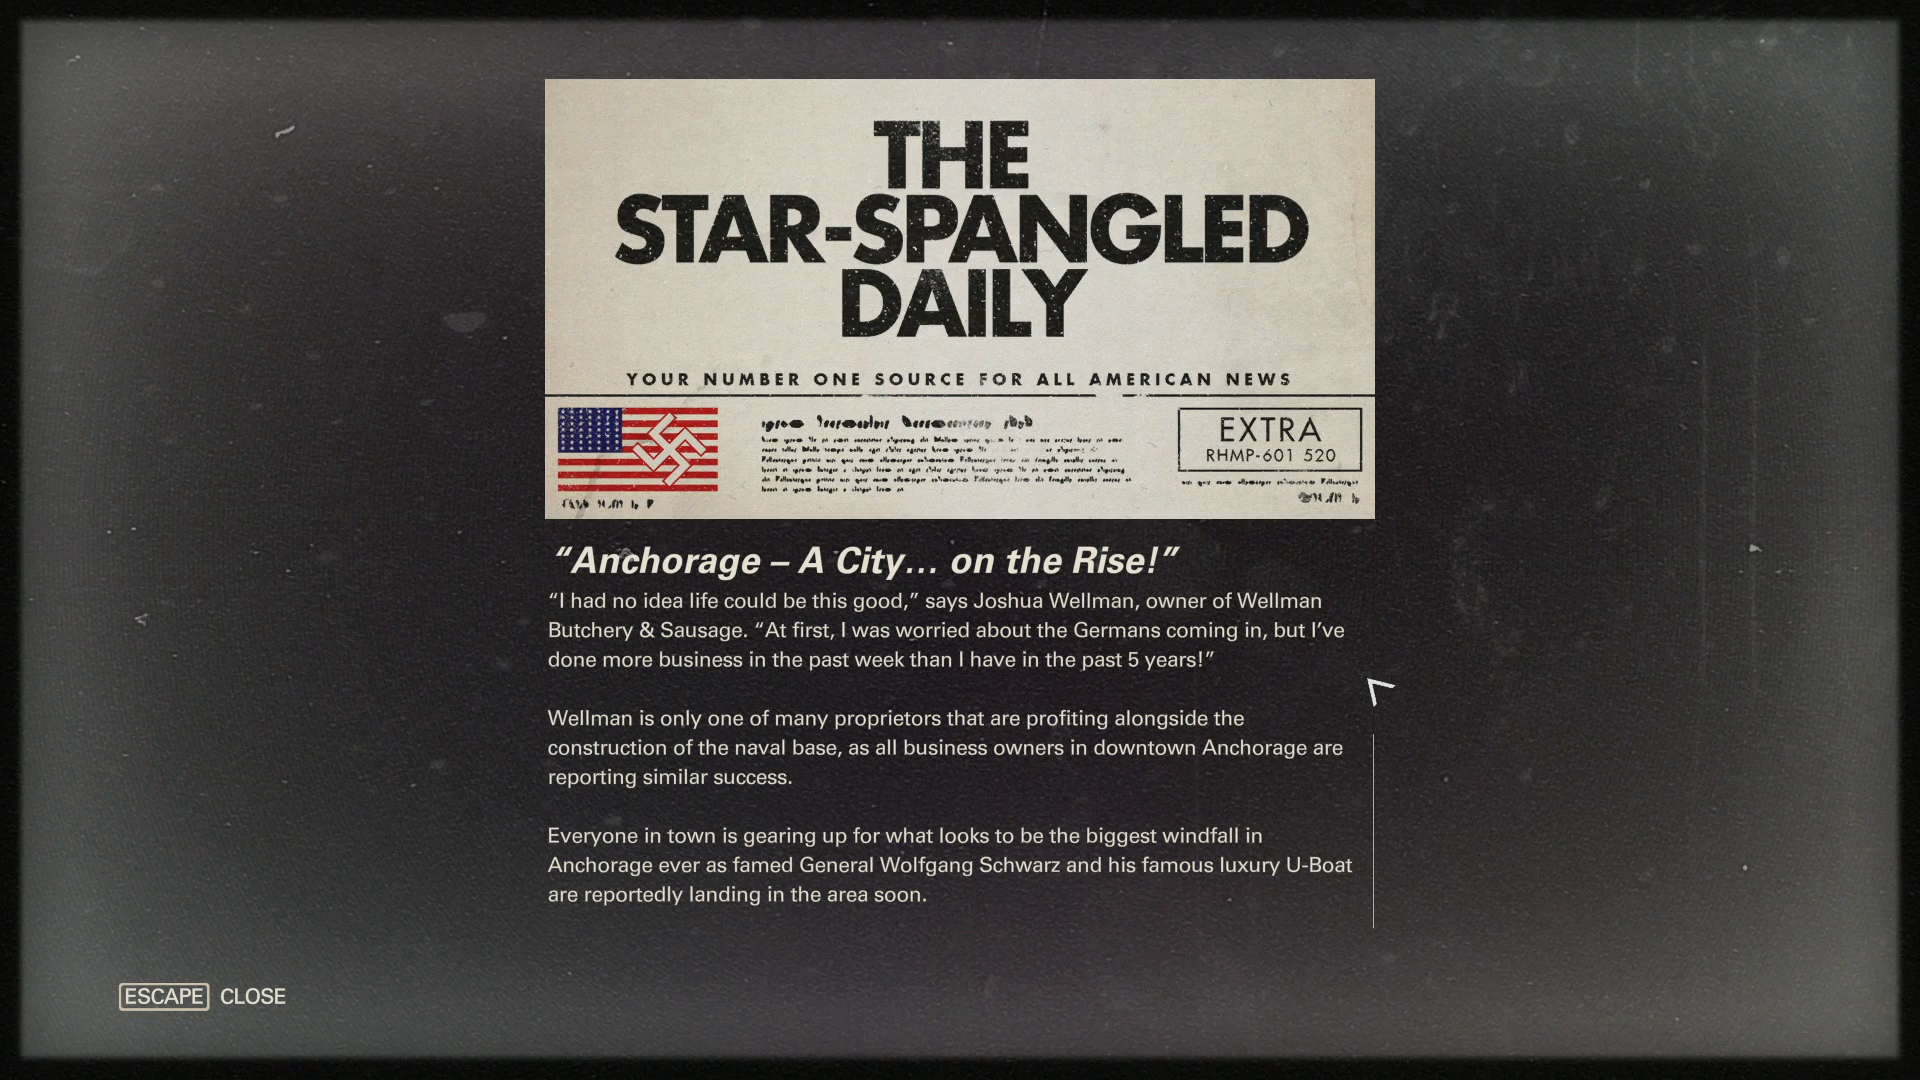 THE
STAR-SPANGLED
DAILY
YOUR NUMBER ONE SOURCE FOR ALL AMERICAN NEWS
EXTRA
RHMP-601 520
“Anchorage – A City… on the Rise!”
“I had no idea life could be this good,” says Joshua Wellman, owner of Wellman
Butchery & Sausage. “At first, I was worried about the Germans coming in, but I’ve
done more business in the past week than I have in the past 5 years!”
Wellman is only one of many proprietors that are profiting alongside the
construction of the naval base, as all business owners in downtown Anchorage are
reporting similar success.
Everyone in town is gearing up for what looks to be the biggest windfall in
Anchorage ever as famed General Wolfgang Schwarz and his famous luxury U-Boat
are reportedly landing in the area soon.
ESCAPE CLOSE